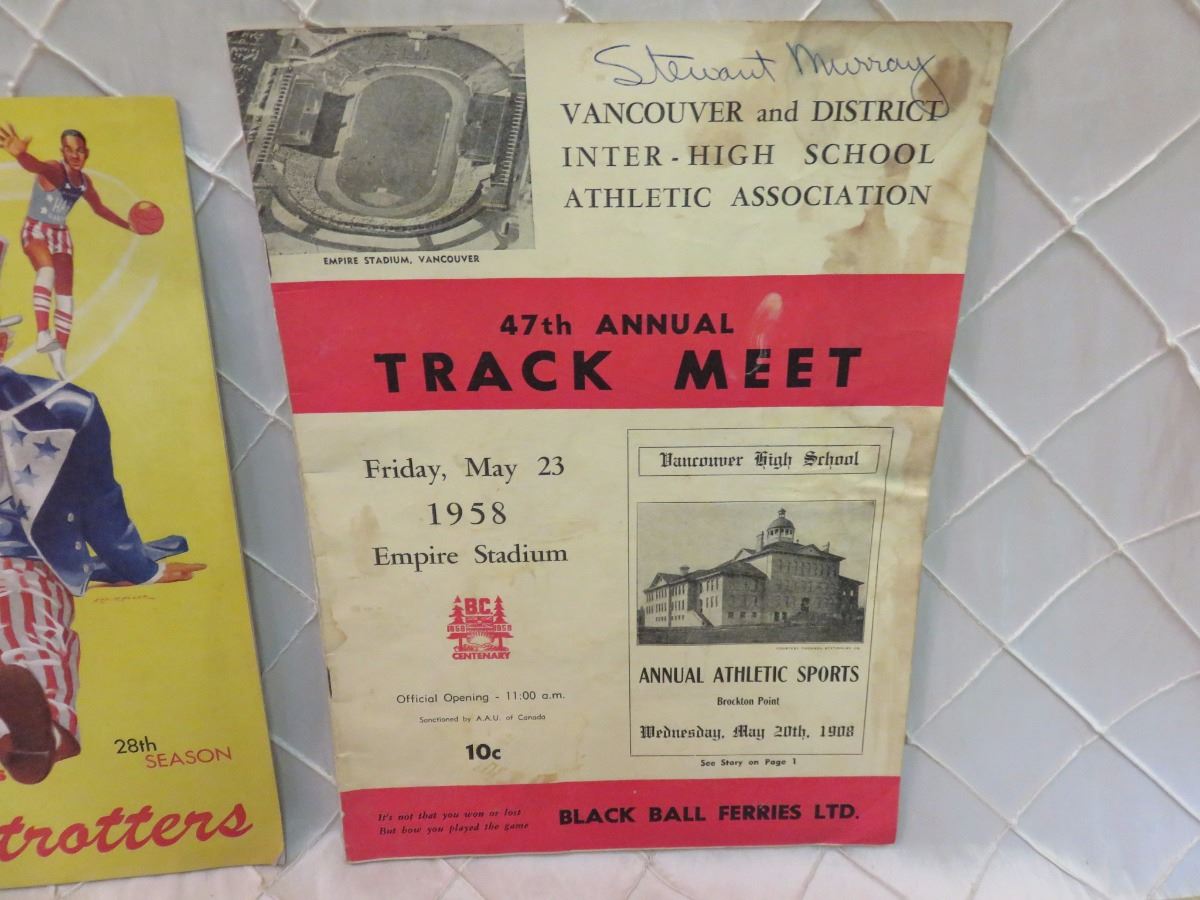 28th
SEASON
trotters
Stewart Murray
VANCOUVER and DISTRICT
INTER-HIGH SCHOOL
ATHLETIC ASSOCIATION
EMPIRE STADIUM, VANCOUVER
47th ANNUAL
TRACK MEET
Friday, May 23
1958
Empire Stadium
B.C.
1858 1958
CENTENARY
Official Opening - 11:00 a.m.
Sanctioned by A.A.U. of Canada
10c
Vancouver High School
ANNUAL ATHLETIC SPORTS
Brockton Point
Wednesday, May 20th, 1908
See Story on Page 1
It's not that you won or lost
But how you played the game
BLACK BALL FERRIES LTD.